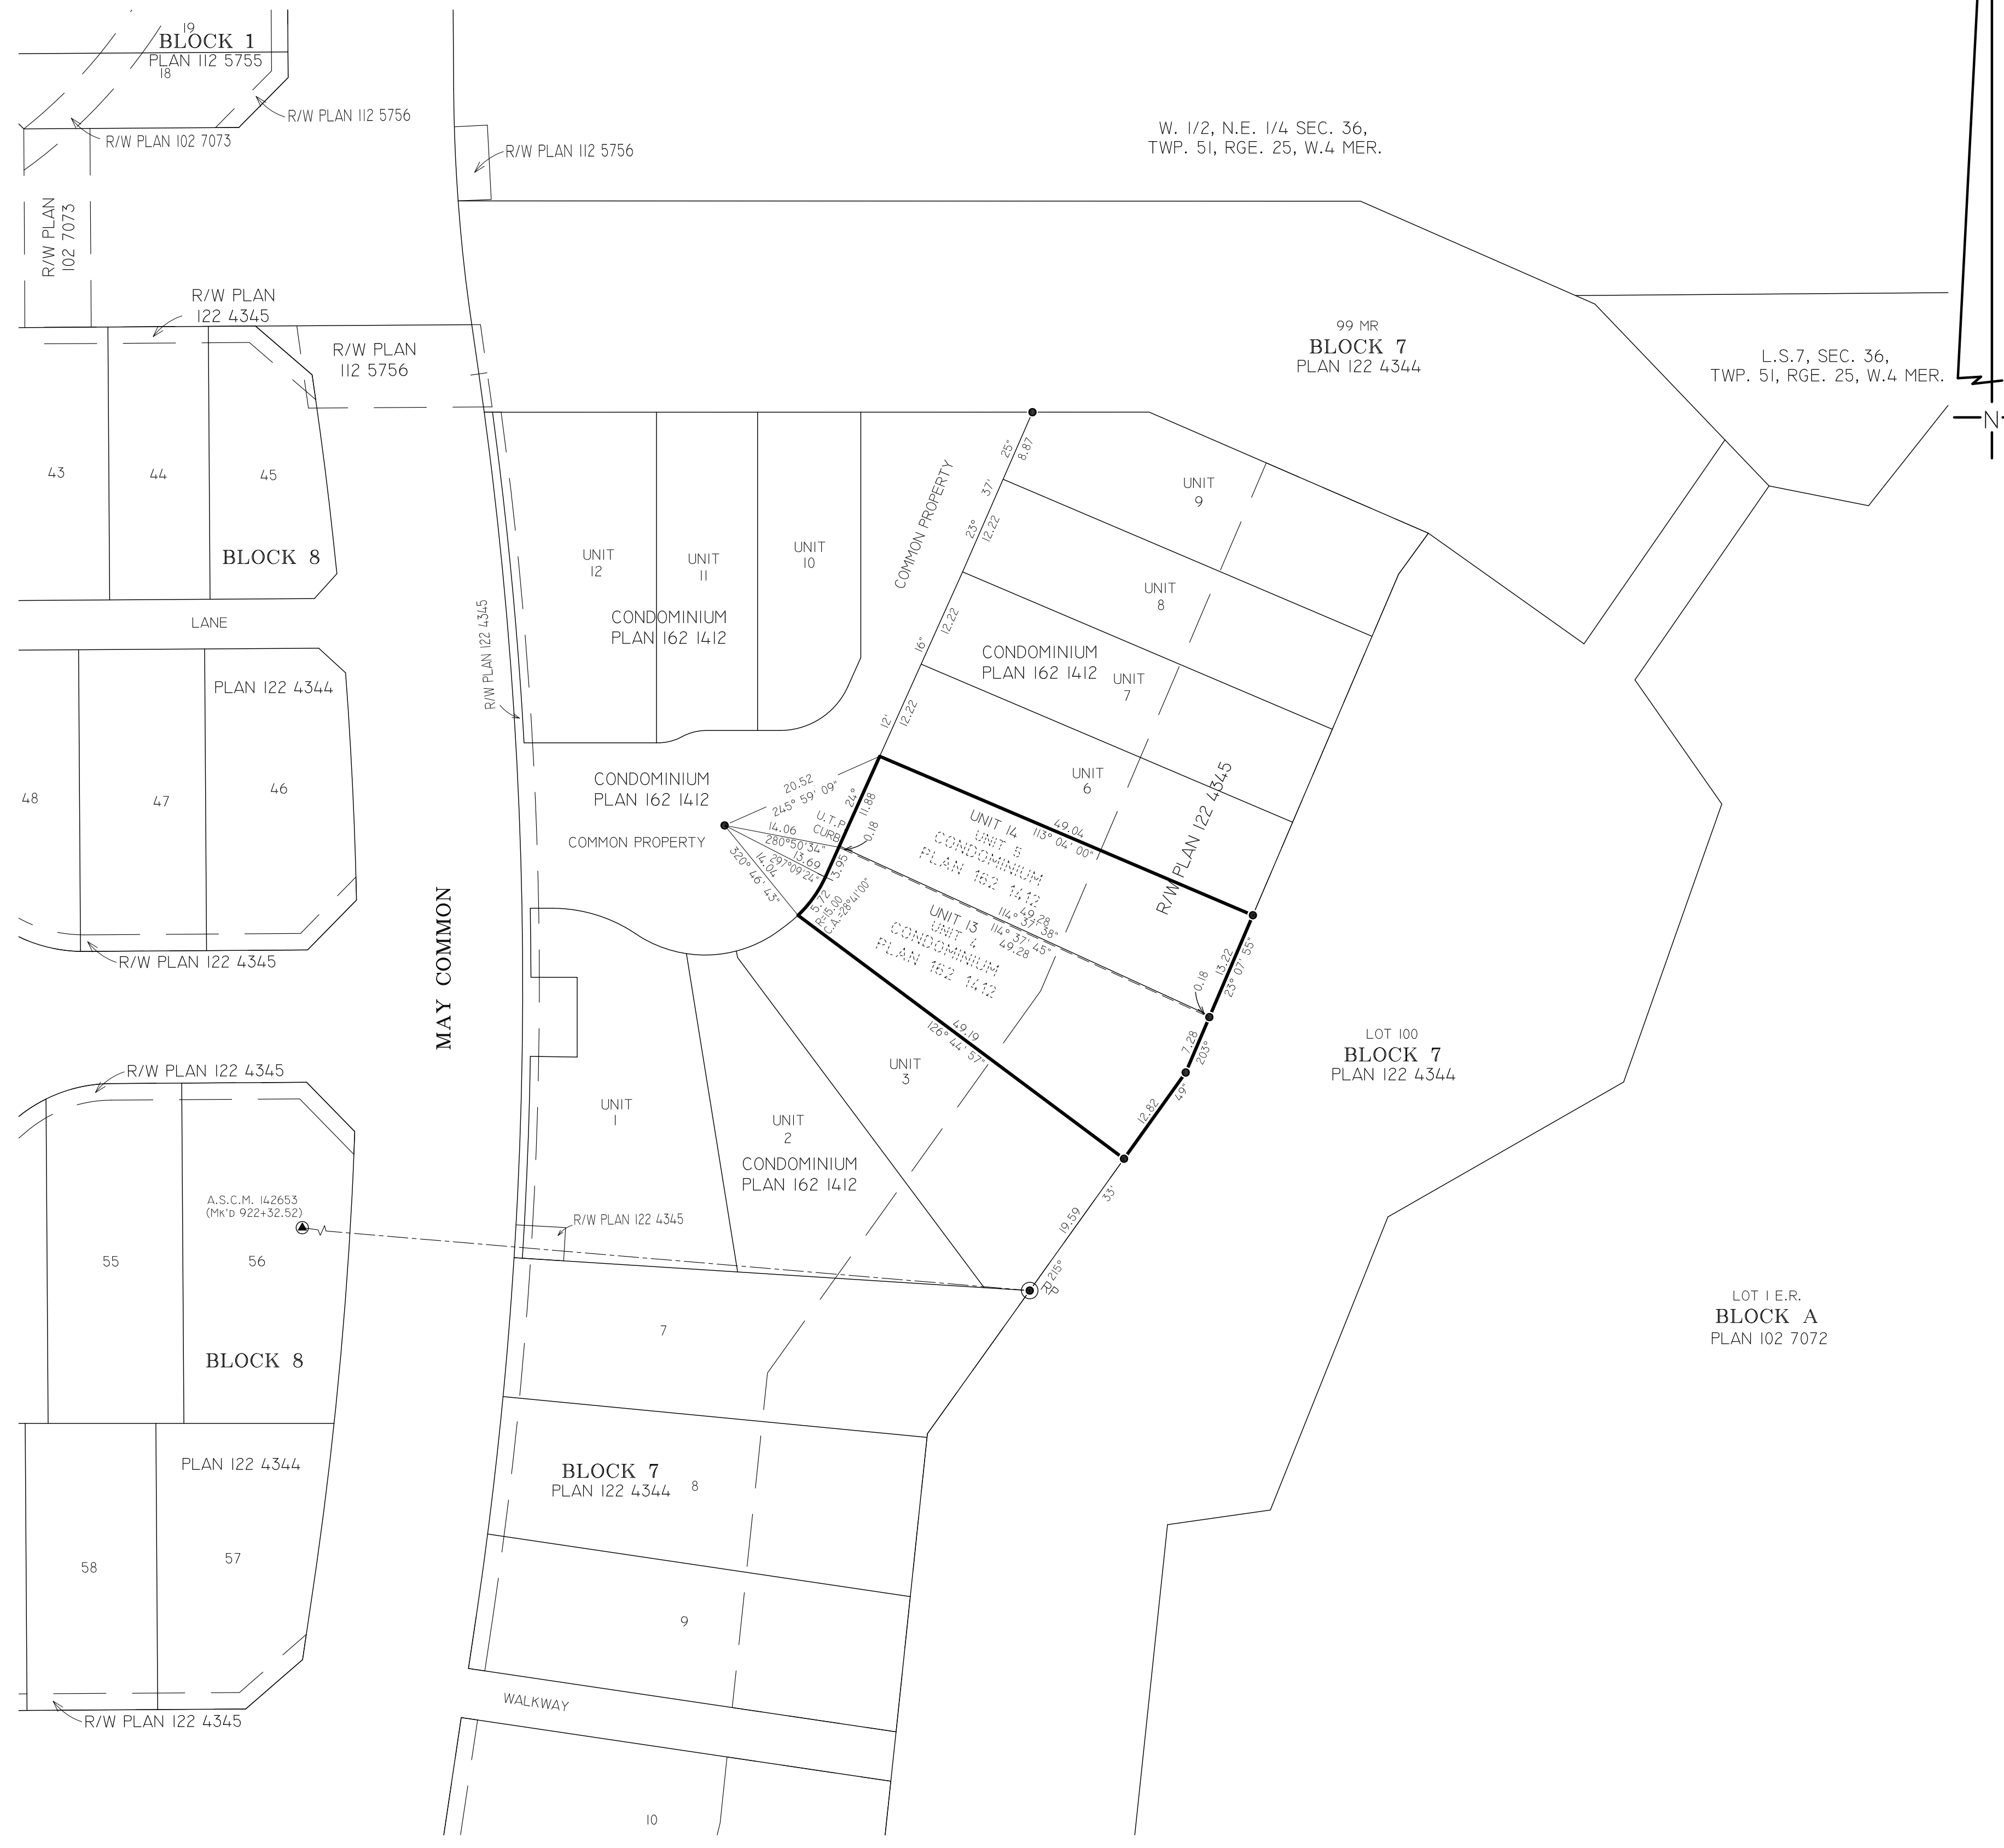 19
BLOCK 1
PLAN 112 5755
18
R/W PLAN 112 5756
R/W PLAN 102 7073
R/W PLAN 112 5756
W. 1/2, N.E. 1/4 SEC. 36,
TWP. 51, RGE. 25, W.4 MER.
R/W PLAN
102 7073
R/W PLAN
122 4345
R/W PLAN
112 5756
99 MR
BLOCK 7
PLAN 122 4344
L.S.7, SEC. 36,
TWP. 51, RGE. 25, W.4 MER.
N
43
44
45
BLOCK 8
LANE
UNIT
12
UNIT
11
UNIT
10
CONDOMINIUM
PLAN 162 1412
R/W PLAN 122 4345
COMMON PROPERTY
25"
8.87
37'
23°
12.22
16"
12.22
12'
12.22
UNIT
9
UNIT
8
CONDOMINIUM
PLAN 162 1412
UNIT
7
UNIT
6
R/W PLAN 122 4345
PLAN 122 4344
48
47
46
R/W PLAN 122 4345
CONDOMINIUM
PLAN 162 1412
COMMON PROPERTY
20.52
245° 59' 09"
24°
11.88
U.T.P.
CURB
0.18
14.06
280°50'34"
13.69
297°09'24"
14.04
320° 46' 43"
13.95
5.72
R=15.00
C.A.=28°41'00"
49.04
113° 04' 00"
UNIT 14
UNIT 5
CONDOMINIUM
PLAN 162 1412
49.28
114° 37' 38"
114° 37' 45"
49.28
UNIT 13
UNIT 4
CONDOMINIUM
PLAN 162 1412
49.19
126° 44' 57"
13.22
23° 07' 55"
0.18
7.28
203°
12.82
49"
33'
19.59
215°
RP
MAY COMMON
LOT 100
BLOCK 7
PLAN 122 4344
R/W PLAN 122 4345
UNIT
1
UNIT
2
CONDOMINIUM
PLAN 162 1412
UNIT
3
A.S.C.M. 142653
(MK'D 922+32.52)
R/W PLAN 122 4345
55
56
BLOCK 8
LOT 1 E.R.
BLOCK A
PLAN 102 7072
7
PLAN 122 4344
BLOCK 7
PLAN 122 4344
8
58
57
9
R/W PLAN 122 4345
WALKWAY
10